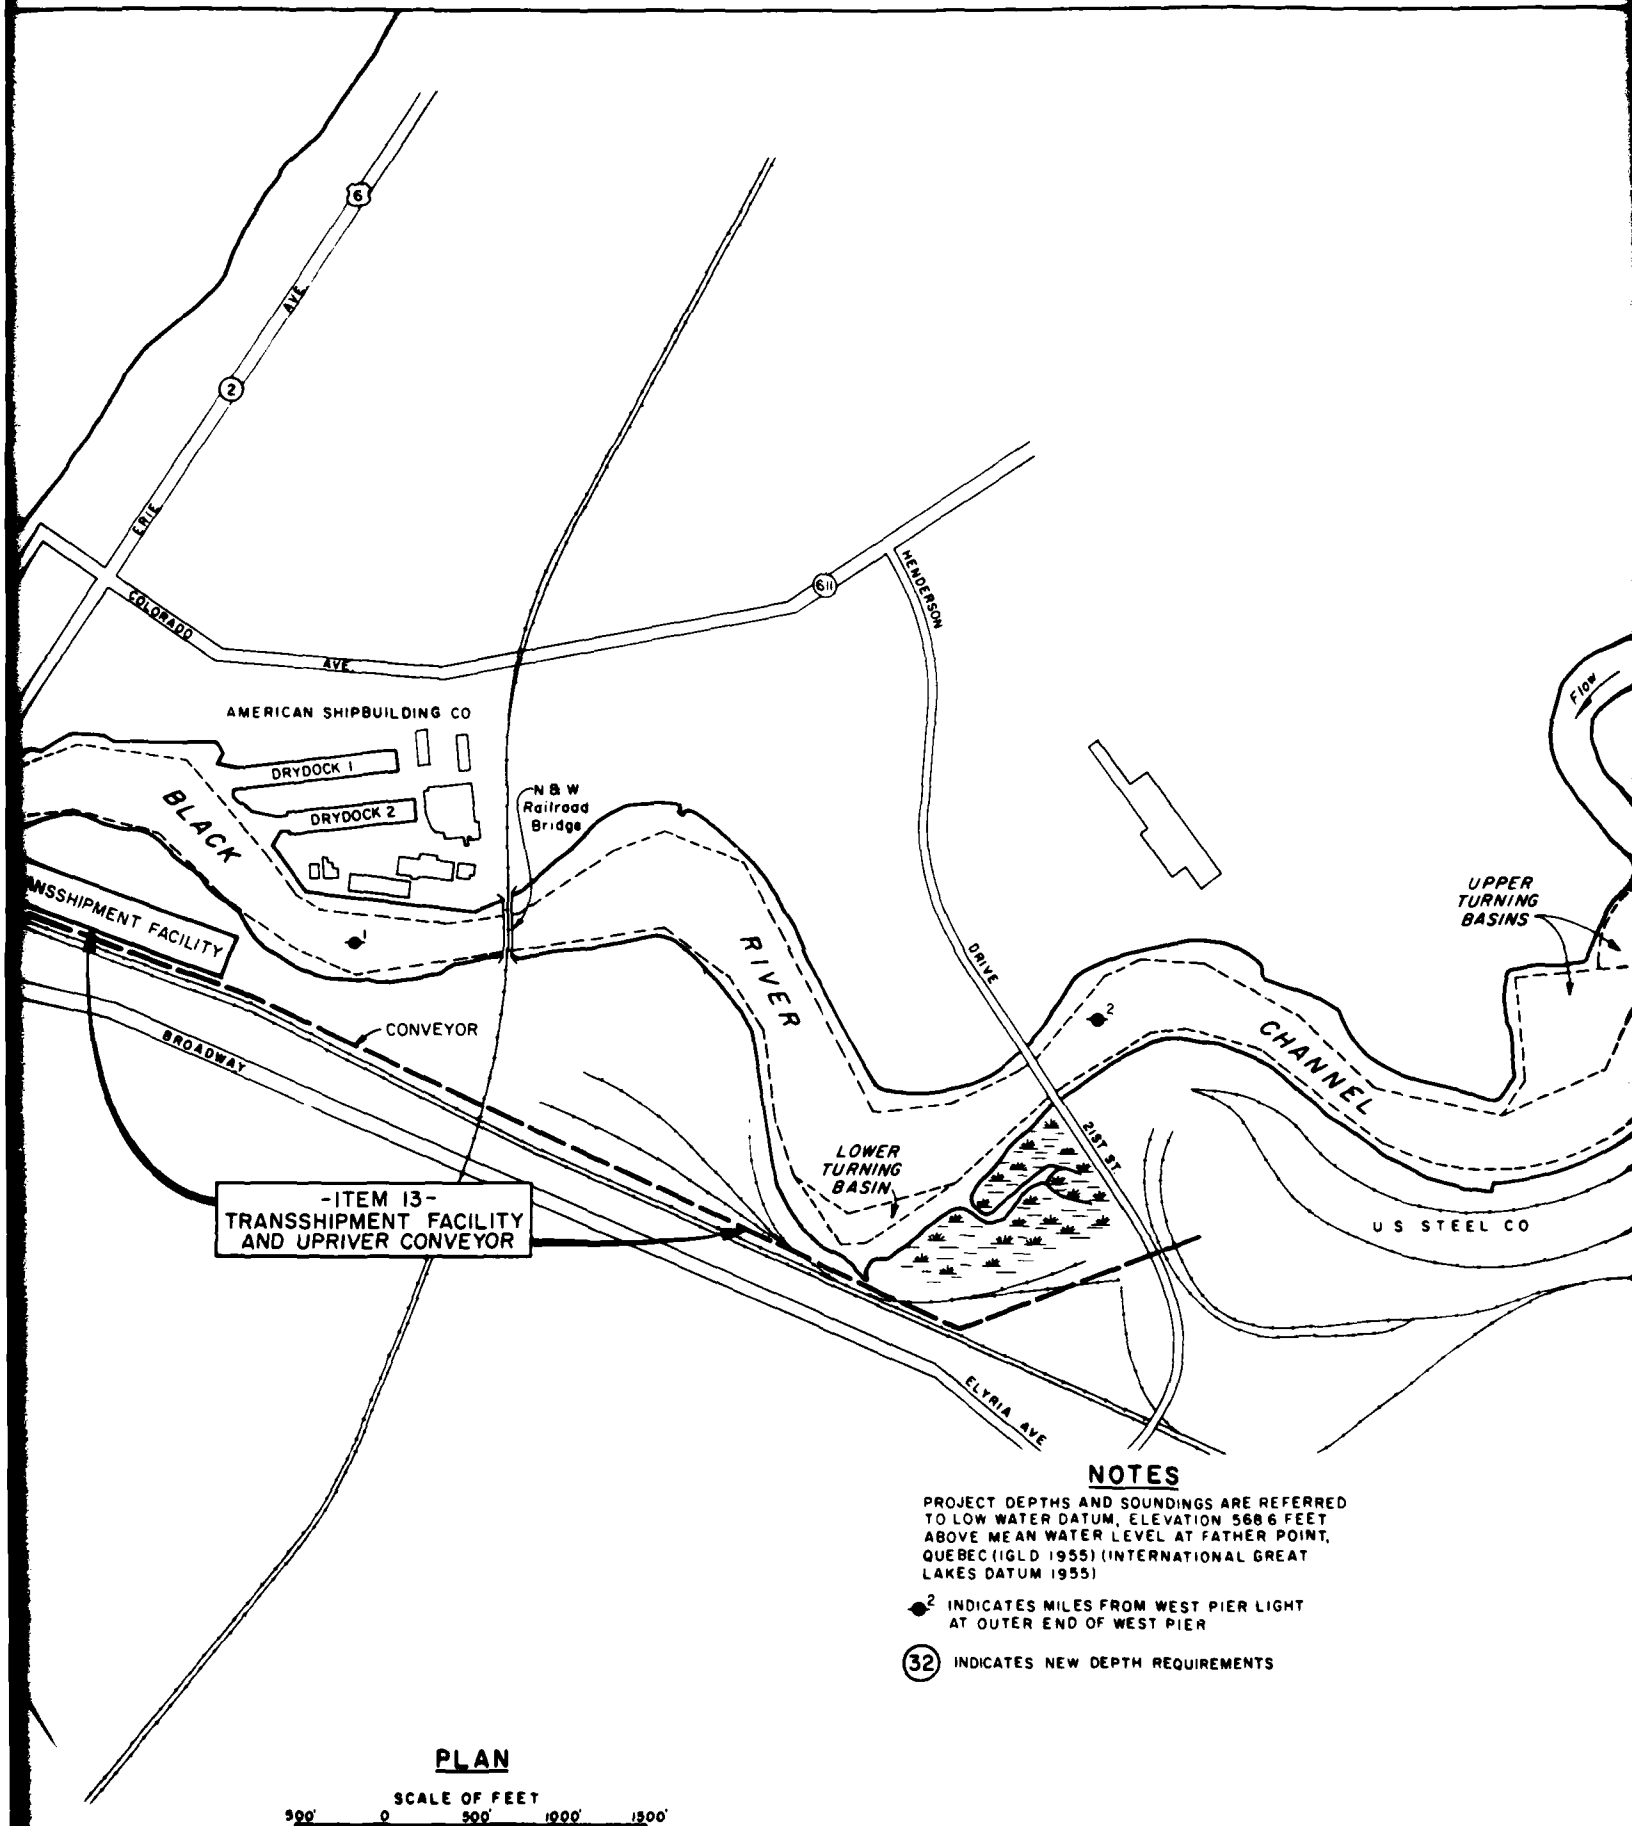 6
AVE.
2
ERIE
COLORADO
AVE.
611
HENDERSON
Flow
AMERICAN SHIPBUILDING CO
DRYDOCK 1
DRYDOCK 2
N & W
Railroad
Bridge
BLACK
ANSSHIPMENT FACILITY
1
RIVER
DRIVE
2
CHANNEL
UPPER
TURNING
BASINS
CONVEYOR
BROADWAY
LOWER
TURNING
BASIN
21ST ST.
-ITEM 13-
TRANSSHIPMENT FACILITY
AND UPRIVER CONVEYOR
U S STEEL CO
ELYRIA AVE
NOTES
PROJECT DEPTHS AND SOUNDINGS ARE REFERRED
TO LOW WATER DATUM, ELEVATION 568 6 FEET
ABOVE MEAN WATER LEVEL AT FATHER POINT,
QUEBEC (IGLD 1955) (INTERNATIONAL GREAT
LAKES DATUM 1955)
2 INDICATES MILES FROM WEST PIER LIGHT
AT OUTER END OF WEST PIER
32 INDICATES NEW DEPTH REQUIREMENTS
PLAN
SCALE OF FEET
500' 0 500' 1000' 1500'